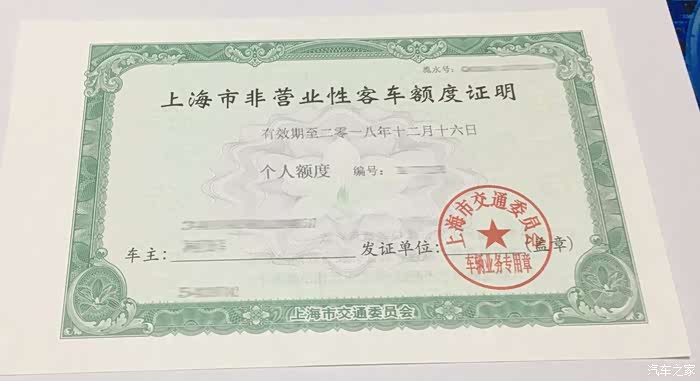 流水号：
上海市非营业性客车额度证明
有效期至二零一八年十二月十六日
个人额度 编号：
车主： 发证单位： (盖章)
上海市交通委员会
车辆业务专用章
上海市交通委员会
汽车之家